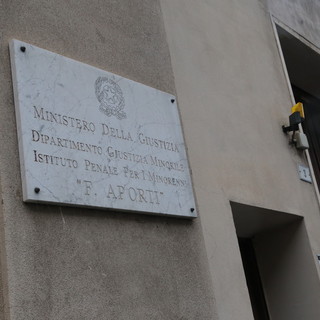 MINISTERO DELLA GIUSTIZIA
DIPARTIMENTO GIUSTIZIA MINORILE
ISTITUTO PENALE PER I MINORENNI
"F. APORTI"